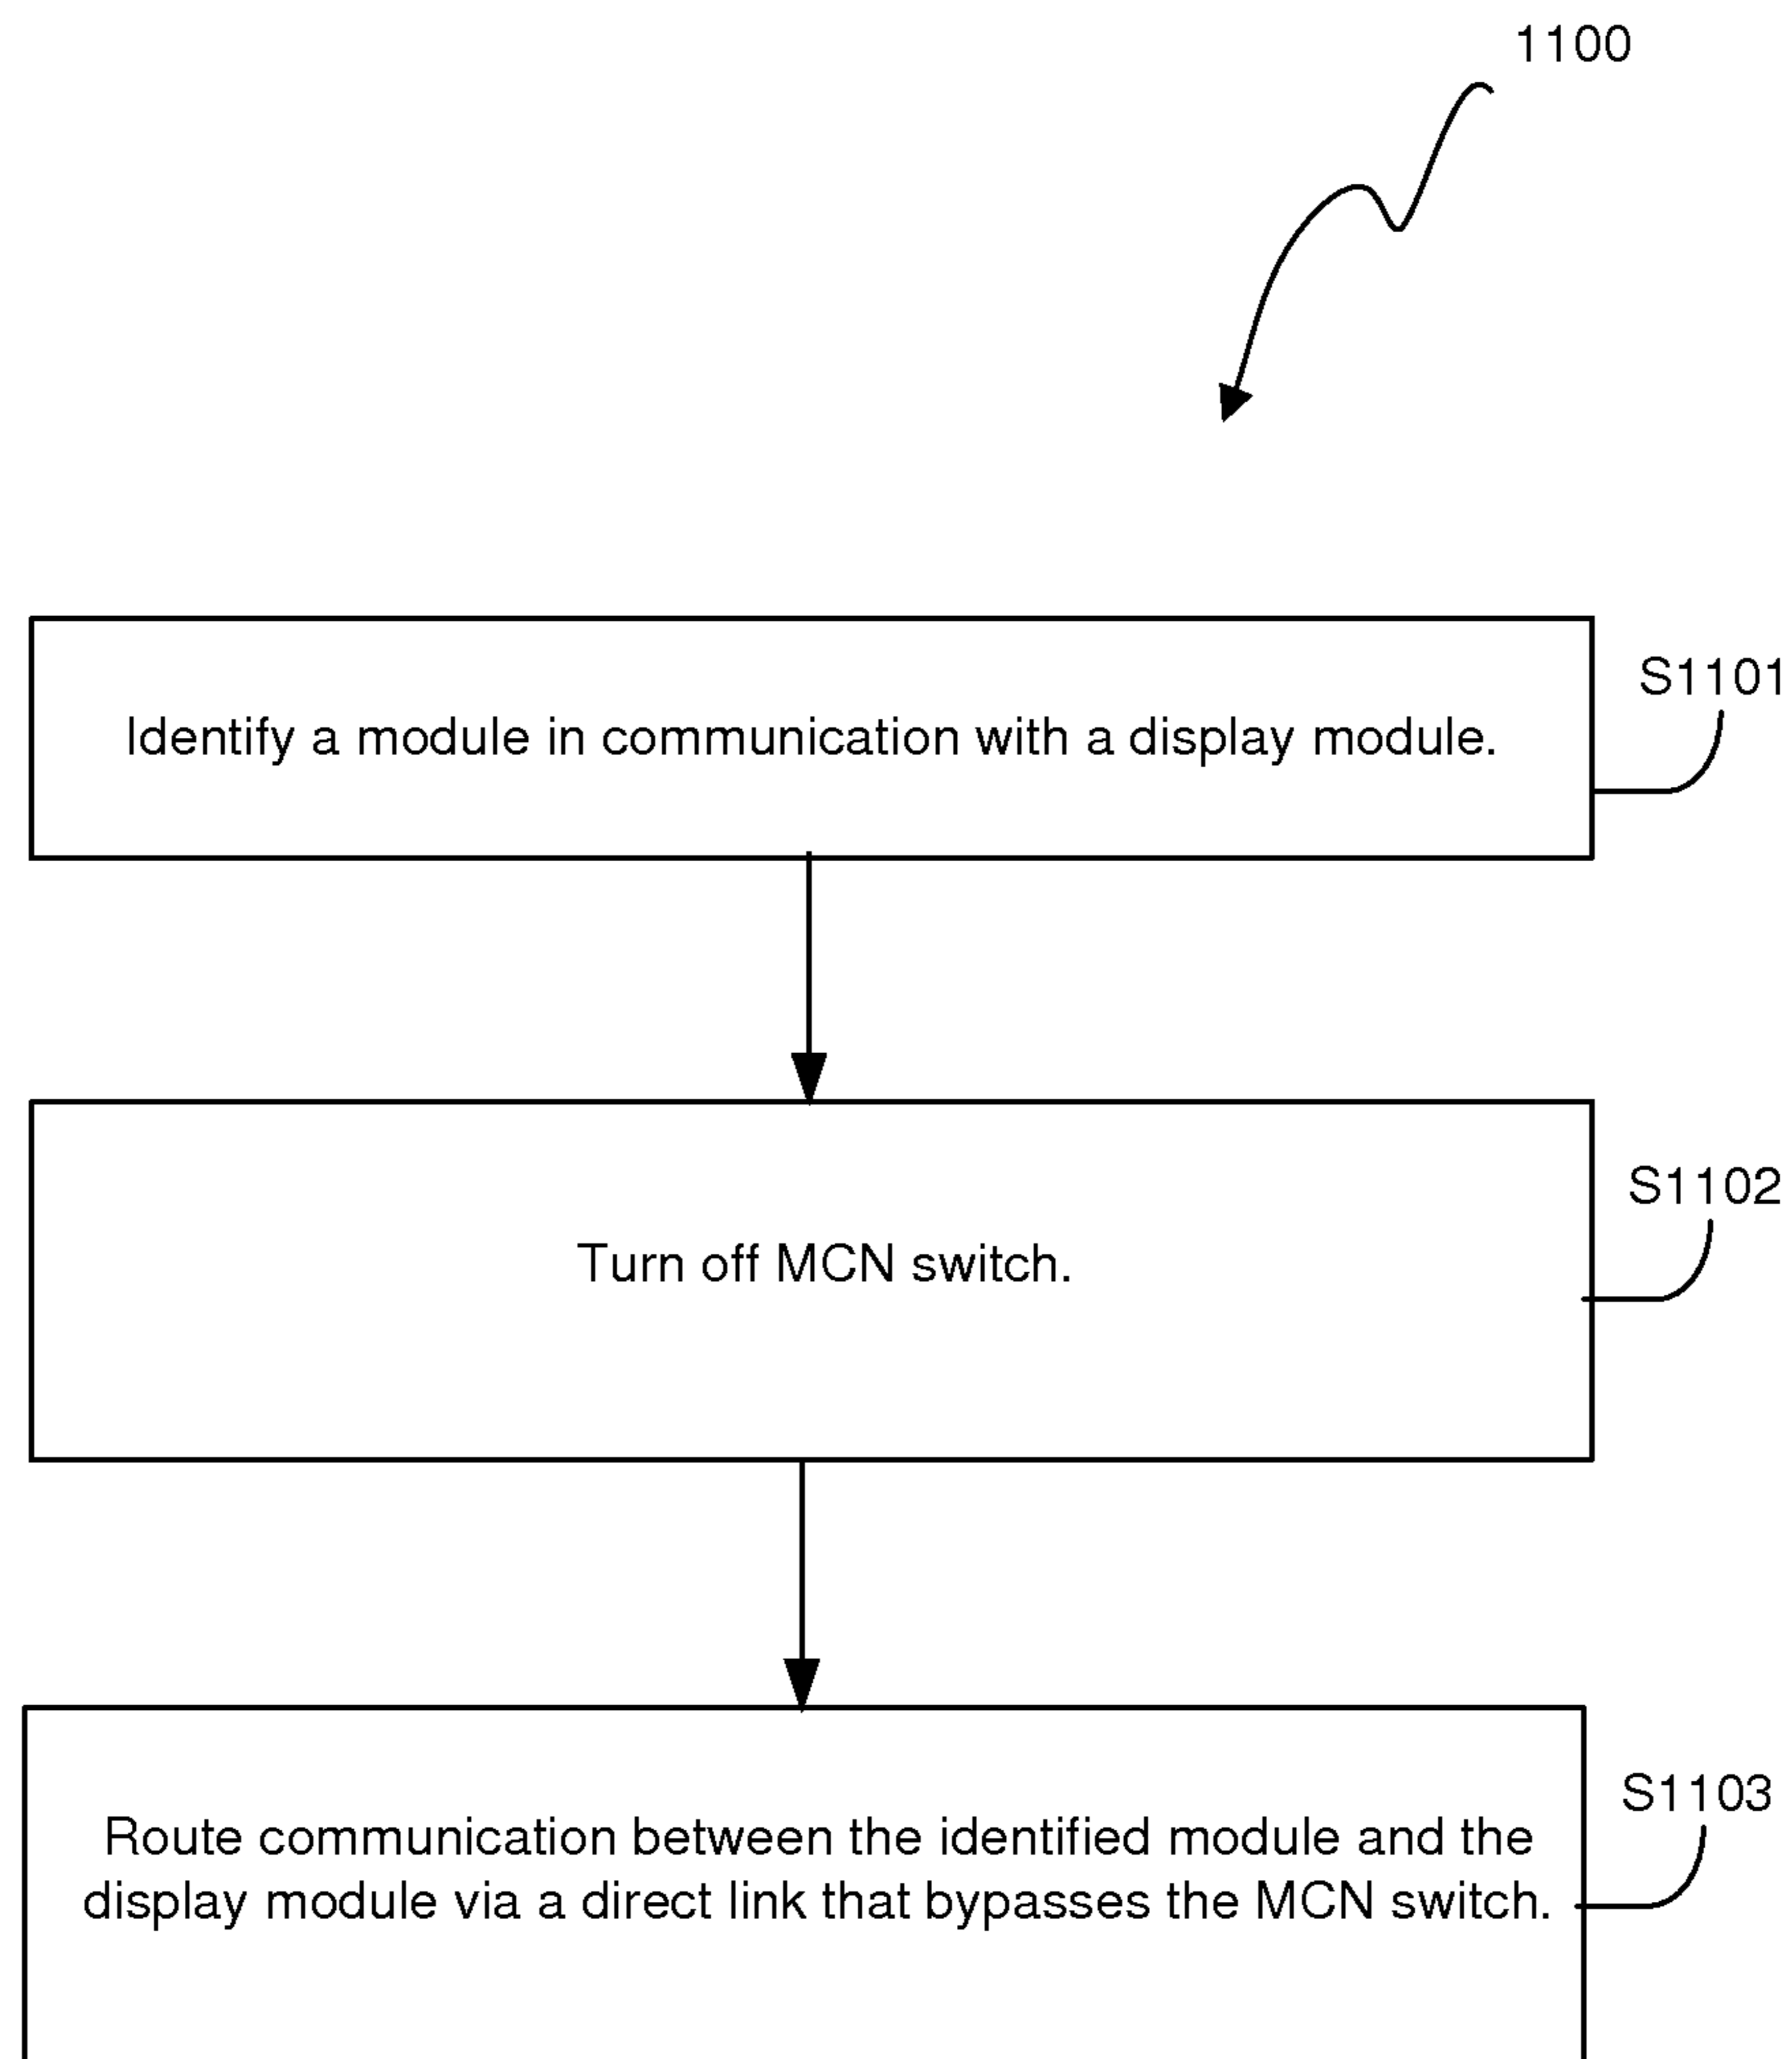 1100
S1101
Identify a module in communication with a display module.
S1102
Turn off MCN switch.
S1103
Route communication between the identified module and the
display module via a direct link that bypasses the MCN switch.